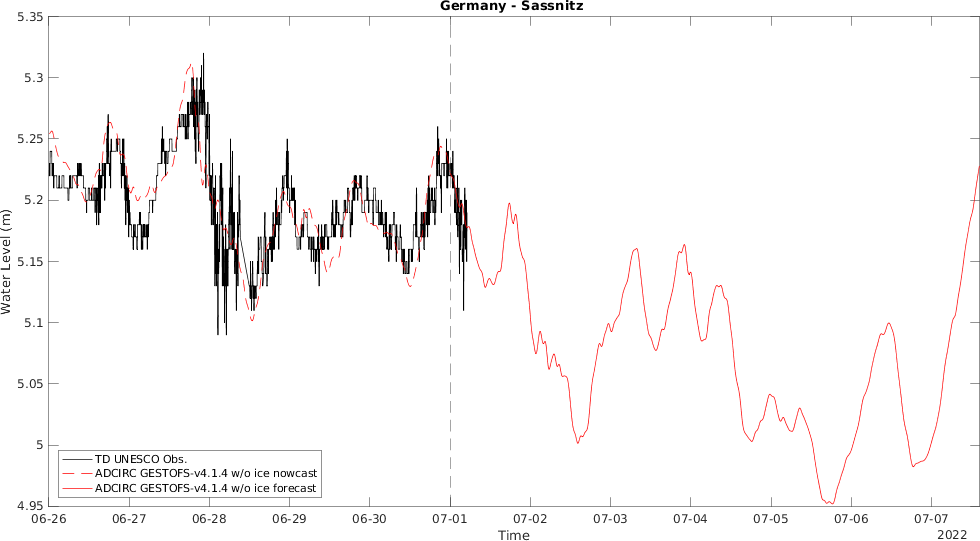 Germany - Sassnitz
5.35
5.3
5.25
5.2
5.15
5.1
5.05
5
4.95
Water Level (m)
TD UNESCO Obs.
ADCIRC GESTOFS-v4.1.4 w/o ice nowcast
ADCIRC GESTOFS-v4.1.4 w/o ice forecast
06-26 06-27 06-28 06-29 06-30 07-01 07-02 07-03 07-04 07-05 07-06 07-07
Time
2022